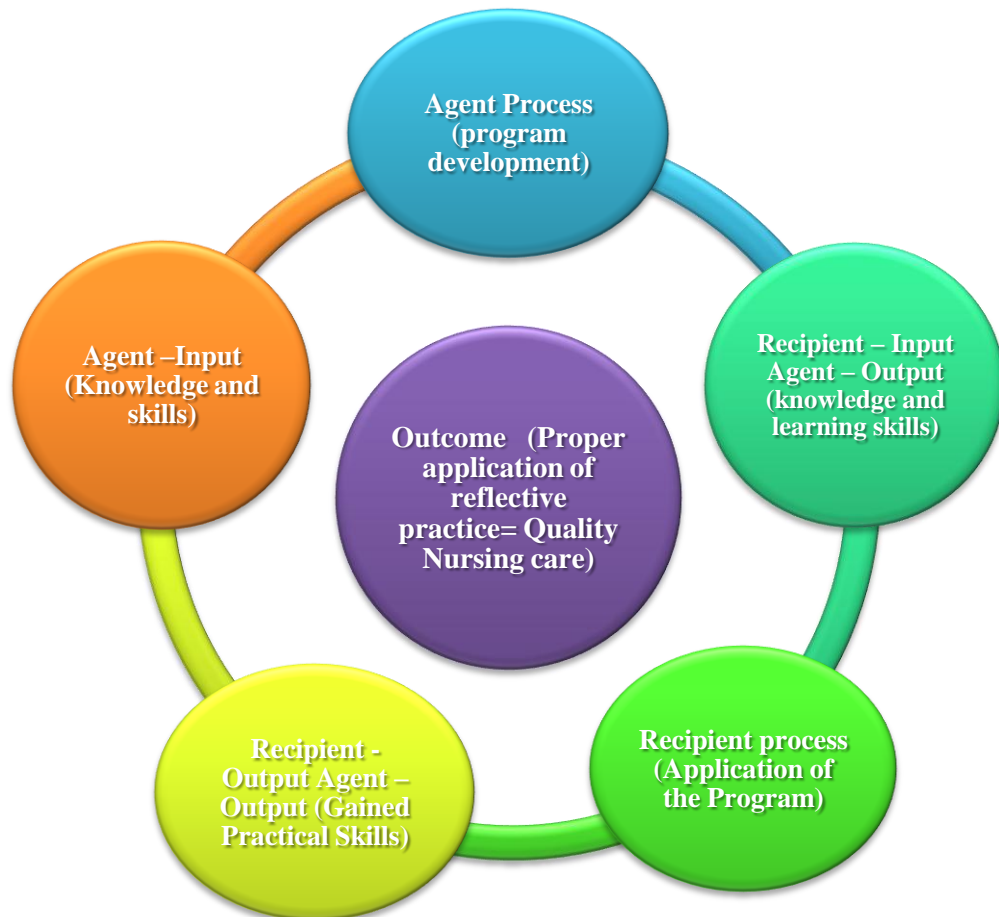 Agent Process
(program
development)
Agent –Input
(Knowledge and
skills)
Recipient – Input
Agent – Output
(knowledge and
learning skills)
Outcome   (Proper
application of
reflective
practice= Quality
Nursing care)
Recipient -
Output Agent –
Output (Gained
Practical Skills)
Recipient process
(Application of
the Program)